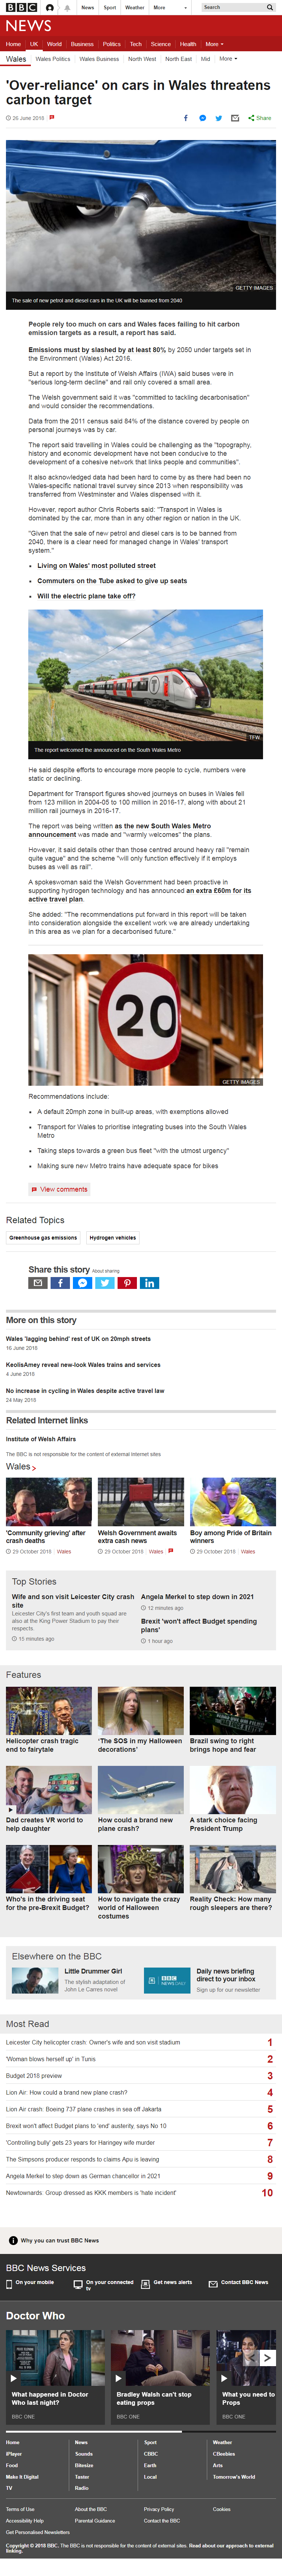 BBC
News
Sport
Weather
More
Search
NEWS
Home
UK
World
Business
Politics
Tech
Science
Health
More
Wales
Wales Politics
Wales Business
North West
North East
Mid
More
'Over-reliance' on cars in Wales threatens
carbon target
26 June 2018
Share
GETTY IMAGES
The sale of new petrol and diesel cars in the UK will be banned from 2040
People rely too much on cars and Wales faces failing to hit carbon
emission targets as a result, a report has said.
Emissions must by slashed by at least 80% by 2050 under targets set in
the Environment (Wales) Act 2016.
But a report by the Institute of Welsh Affairs (IWA) said buses were in
"serious long-term decline" and rail only covered a small area.
The Welsh government said it was "committed to tackling decarbonisation"
and would consider the recommendations.
Data from the 2011 census said 84% of the distance covered by people on
personal journeys was by car.
The report said travelling in Wales could be challenging as the "topography,
history and economic development have not been conducive to the
development of a cohesive network that links people and communities".
It also acknowledged data had been hard to come by as there had been no
Wales-specific national travel survey since 2013 when responsibility was
transferred from Westminster and Wales dispensed with it.
However, report author Chris Roberts said: "Transport in Wales is
dominated by the car, more than in any other region or nation in the UK.
"Given that the sale of new petrol and diesel cars is to be banned from
2040, there is a clear need for managed change in Wales' transport
system."
Living on Wales' most polluted street
Commuters on the Tube asked to give up seats
Will the electric plane take off?
TFW
The report welcomed the announced on the South Wales Metro
He said despite efforts to encourage more people to cycle, numbers were
static or declining.
Department for Transport figures showed journeys on buses in Wales fell
from 123 million in 2004-05 to 100 million in 2016-17, along with about 21
million rail journeys in 2016-17.
The report was being written as the new South Wales Metro
announcement was made and "warmly welcomes" the plans.
However, it said details other than those centred around heavy rail "remain
quite vague" and the scheme "will only function effectively if it employs
buses as well as rail".
A spokeswoman said the Welsh Government had been proactive in
supporting hydrogen technology and has announced an extra £60m for its
active travel plan.
She added: "The recommendations put forward in this report will be taken
into consideration alongside the excellent work we are already undertaking
in this area as we plan for a decarbonised future."
20
GETTY IMAGES
Recommendations include:
A default 20mph zone in built-up areas, with exemptions allowed
Transport for Wales to prioritise integrating buses into the South Wales
Metro
Taking steps towards a green bus fleet "with the utmost urgency"
Making sure new Metro trains have adequate space for bikes
View comments
Related Topics
Greenhouse gas emissions
Hydrogen vehicles
Share this story About sharing
More on this story
Wales 'lagging behind' rest of UK on 20mph streets
16 June 2018
KeolisAmey reveal new-look Wales trains and services
4 June 2018
No increase in cycling in Wales despite active travel law
24 May 2018
Related Internet links
Institute of Welsh Affairs
The BBC is not responsible for the content of external Internet sites
Wales
'Community grieving' after
crash deaths
29 October 2018
Wales
Welsh Government awaits
extra cash news
29 October 2018
Wales
Boy among Pride of Britain
winners
29 October 2018
Wales
Top Stories
Wife and son visit Leicester City crash
site
Leicester City's first team and youth squad are
also at the King Power Stadium to pay their
respects.
15 minutes ago
Angela Merkel to step down in 2021
12 minutes ago
Brexit 'won't affect Budget spending
plans'
1 hour ago
Features
Helicopter crash tragic
end to fairytale
'The SOS in my Halloween
decorations'
Brazil swing to right
brings hope and fear
Dad creates VR world to
help daughter
How could a brand new
plane crash?
A stark choice facing
President Trump
Who's in the driving seat
for the pre-Brexit Budget?
How to navigate the crazy
world of Halloween
costumes
Reality Check: How many
rough sleepers are there?
Elsewhere on the BBC
Little Drummer Girl
The stylish adaptation of
John Le Carres novel
BBC
Daily news briefing
direct to your inbox
Sign up for our newsletter
Most Read
Leicester City helicopter crash: Owner's wife and son visit stadium
1
'Woman blows herself up' in Tunis
2
Budget 2018 preview
3
Lion Air: How could a brand new plane crash?
4
Lion Air crash: Boeing 737 plane crashes in sea off Jakarta
5
Brexit won't affect Budget plans to 'end' austerity, says No 10
6
'Controlling bully' gets 23 years for Haringey wife murder
7
The Simpsons producer responds to claims Apu is leaving
8
Angela Merkel to step down as German chancellor in 2021
9
Newtownards: Group dressed as KKK members is 'hate incident'
10
Why you can trust BBC News
BBC News Services
On your mobile
On your connected
tv
Get news alerts
Contact BBC News
Doctor Who
What happened in Doctor
Who last night?
BBC ONE
Bradley Walsh can't stop
eating props
BBC ONE
What you need to
Props
BBC ONE
Home
News
Sport
Weather
iPlayer
Sounds
CBBC
CBeebies
Food
Bitesize
Earth
Arts
Make It Digital
Taster
Local
Tomorrow's World
TV
Radio
Terms of Use
About the BBC
Privacy Policy
Cookies
Accessibility Help
Parental Guidance
Contact the BBC
Get Personalised Newsletters
Copyright © 2018 BBC. The BBC is not responsible for the content of external sites. Read about our approach to external
linking.